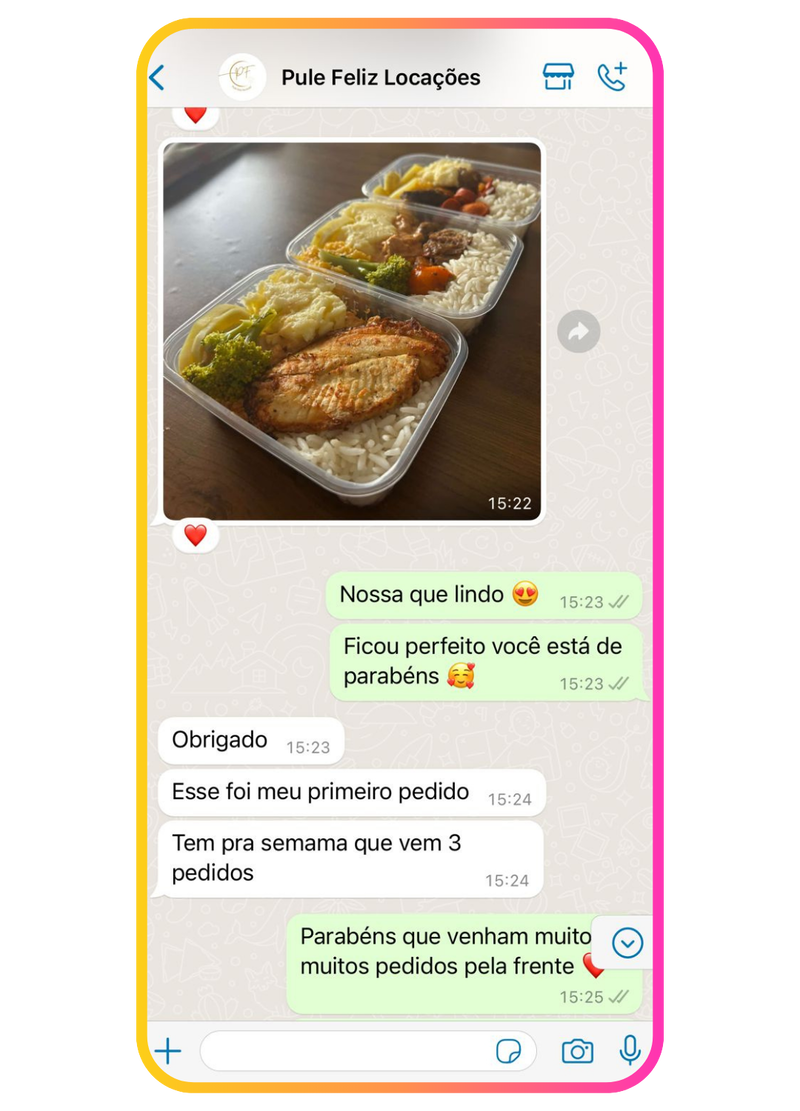 PF
Pule Feliz Locações
15:22
Nossa que lindo 😍 15:23
Ficou perfeito você está de
parabéns 🥰 15:23
Obrigado 15:23
Esse foi meu primeiro pedido 15:24
Tem pra semama que vem 3
pedidos 15:24
Parabéns que venham muito
muitos pedidos pela frente ❤️
15:25